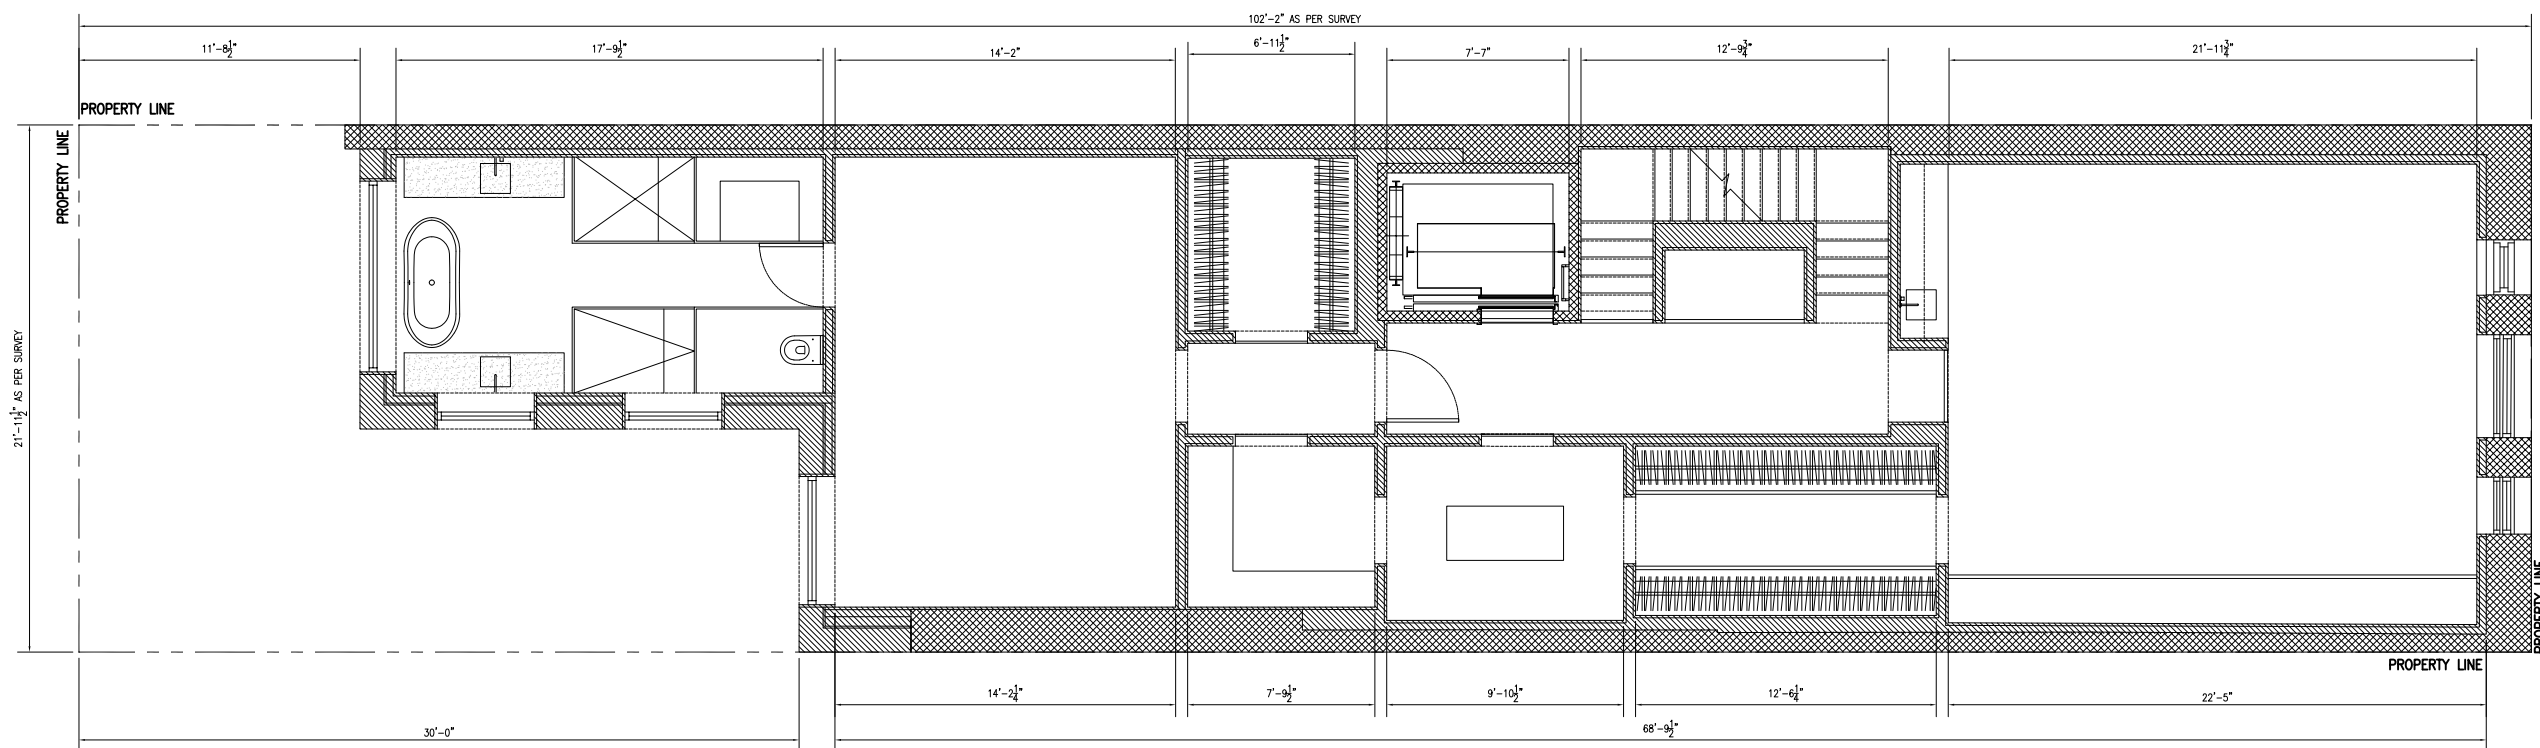 102'-2" AS PER SURVEY
11'-8½"
17'-9½"
14'-2"
6'-11½"
7'-7"
12'-9¾"
21'-11¾"
PROPERTY LINE
PROPERTY LINE
21'-11½" AS PER SURVEY
PROPERTY LINE
PROPERTY LINE
14'-2¼"
7'-9½"
9'-10½"
12'-6¼"
22'-5"
30'-0"
68'-9½"